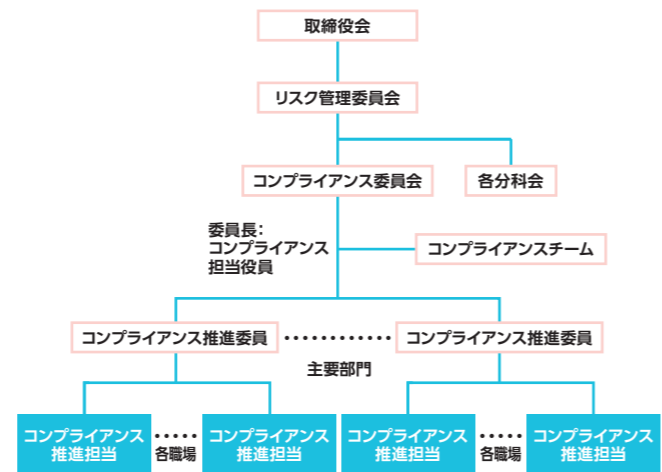 取締役会
リスク管理委員会
コンプライアンス委員会
各分科会
委員長：
コンプライアンス
担当役員
コンプライアンスチーム
コンプライアンス推進委員
••••••••••••
コンプライアンス推進委員
主要部門
コンプライアンス
推進担当
•••••
各職場
コンプライアンス
推進担当
コンプライアンス
推進担当
•••••
各職場
コンプライアンス
推進担当